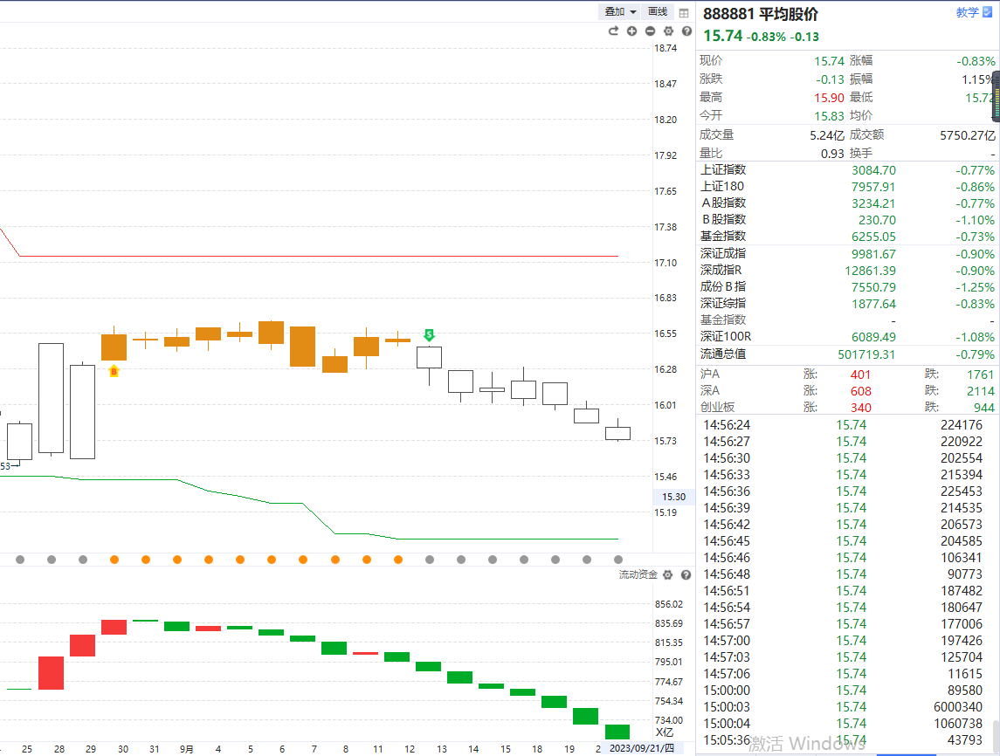 叠加 画线
888881 平均股价 教学
15.74 -0.83% -0.13
现价 15.74 涨幅 -0.83%
涨跌 -0.13 振幅 1.15%
最高 15.90 最低 15.72
今开 15.83 均价 -
成交量 5.24亿 成交额 5750.27亿
量比 0.93 换手 -
上证指数 3084.70 -0.77%
上证180 7957.91 -0.86%
A股指数 3234.21 -0.77%
B股指数 230.70 -1.10%
基金指数 6255.05 -0.73%
深证成指 9981.67 -0.90%
深成指R 12861.39 -0.90%
成份B指 7550.79 -1.25%
深证综指 1877.64 -0.83%
基金指数 - -
深证100R 6089.49 -1.08%
流通总值 501719.31 -0.79%
沪A 涨: 401 跌: 1761
深A 涨: 608 跌: 2114
创业板 涨: 340 跌: 944
14:56:24 15.74 224176
14:56:27 15.74 220922
14:56:30 15.74 202554
14:56:33 15.74 215394
14:56:36 15.74 225453
14:56:39 15.74 214535
14:56:42 15.74 206573
14:56:45 15.74 204585
14:56:46 15.74 106341
14:56:48 15.74 90773
14:56:51 15.74 187482
14:56:54 15.74 180647
14:56:57 15.74 177006
14:57:00 15.74 197426
14:57:03 15.74 125704
14:57:06 15.74 11615
15:00:00 15.74 89580
15:00:03 15.74 6000340
15:00:04 15.74 1060738
15:05:36 15.74 43793
激活 Windows
18.74
18.47
18.20
17.92
17.65
17.38
17.10
16.83
16.55
16.28
16.01
15.73
15.46
15.30
15.19
S
B
53→
流动资金
856.02
835.69
815.35
795.01
774.67
754.34
734.00
X亿
25 28 29 30 31 9月 4 5 6 7 8 11 12 13 14 15 18 19 2 2023/09/21/四